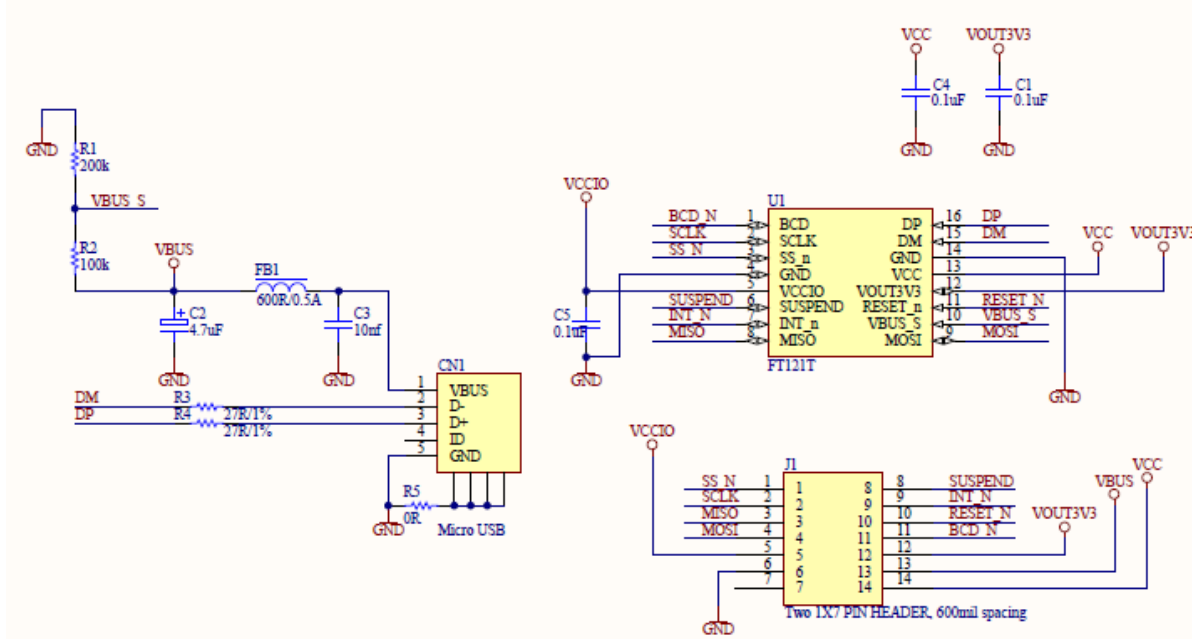 VCC VOUT3V3
C4 C1
0.1uF 0.1uF
GND GND
GND
R1
200k
VBUS_S
R2
100k
VBUS
FB1
600R/0.5A
C2
4.7uF
C3
10nf
GND GND
VCCIO
C5
0.1uF
GND
U1
BCD_N 1 BCD DP 16 DP
SCLK 2 SCLK DM 15 DM
SS_N 3 SS_n GND 14
4 GND VCC 13 VCC
5 VCCIO VOUT3V3 12 VOUT3V3
SUSPEND 6 SUSPEND RESET_n 11 RESET_N
INT_N 7 INT_n VBUS_S 10 VBUS_S
MISO 8 MISO MOSI 9 MOSI
FT121T
GND
CN1
1 VBUS
DM R3 27R/1% 2 D-
DP R4 27R/1% 3 D+
4 ID
5 GND
R5
0R
GND
Micro USB
VCCIO
J1
VCC
VBUS
VOUT3V3
SS_N 1 1 8 8 SUSPEND
SCLK 2 2 9 9 INT_N
MISO 3 3 10 10 RESET_N
MOSI 4 4 11 11 BCD_N
5 5 12 12
6 6 13 13
7 7 14 14
GND
Two 1X7 PIN HEADER, 600mil spacing